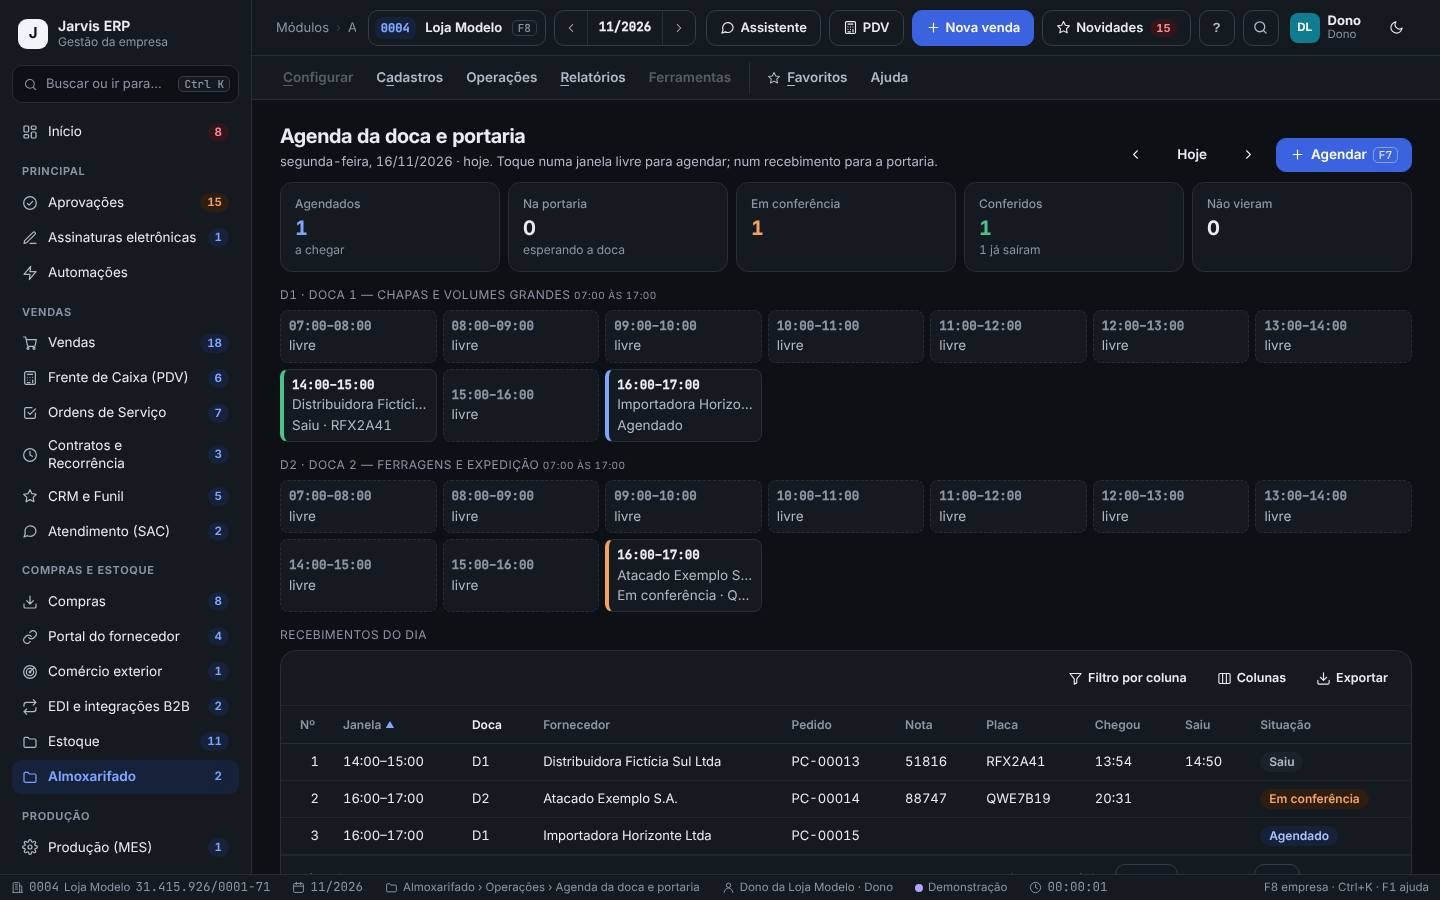 J
Jarvis ERP
Gestão da empresa
Buscar ou ir para... Ctrl K
Início 8
PRINCIPAL
Aprovações 15
Assinaturas eletrônicas 1
Automações
VENDAS
Vendas 18
Frente de Caixa (PDV) 6
Ordens de Serviço 7
Contratos e
Recorrência 3
CRM e Funil 5
Atendimento (SAC) 2
COMPRAS E ESTOQUE
Compras 8
Portal do fornecedor 4
Comércio exterior 1
EDI e integrações B2B 2
Estoque 11
Almoxarifado 2
PRODUÇÃO
Produção (MES) 1
Módulos › A 0004 Loja Modelo F8 ‹ 11/2026 › Assistente PDV + Nova venda Novidades 15 ? DL Dono
Dono
Configurar Cadastros Operações Relatórios Ferramentas Favoritos Ajuda
Agenda da doca e portaria
segunda-feira, 16/11/2026 · hoje. Toque numa janela livre para agendar; num recebimento para a portaria.
‹ Hoje › + Agendar F7
Agendados
1
a chegar
Na portaria
0
esperando a doca
Em conferência
1
Conferidos
1
1 já saíram
Não vieram
0
D1 · DOCA 1 — CHAPAS E VOLUMES GRANDES 07:00 ÀS 17:00
07:00–08:00 08:00–09:00 09:00–10:00 10:00–11:00 11:00–12:00 12:00–13:00 13:00–14:00
livre livre livre livre livre livre livre
14:00–15:00
Distribuidora Fictíci...
Saiu · RFX2A41
15:00–16:00
livre
16:00–17:00
Importadora Horizo...
Agendado
D2 · DOCA 2 — FERRAGENS E EXPEDIÇÃO 07:00 ÀS 17:00
07:00–08:00 08:00–09:00 09:00–10:00 10:00–11:00 11:00–12:00 12:00–13:00 13:00–14:00
livre livre livre livre livre livre livre
14:00–15:00
livre
15:00–16:00
livre
16:00–17:00
Atacado Exemplo S...
Em conferência · Q...
RECEBIMENTOS DO DIA
Filtro por coluna Colunas Exportar
Nº Janela ▲ Doca Fornecedor Pedido Nota Placa Chegou Saiu Situação
1 14:00–15:00 D1 Distribuidora Fictícia Sul Ltda PC-00013 51816 RFX2A41 13:54 14:50 Saiu
2 16:00–17:00 D2 Atacado Exemplo S.A. PC-00014 88747 QWE7B19 20:31 Em conferência
3 16:00–17:00 D1 Importadora Horizonte Ltda PC-00015 Agendado
0004 Loja Modelo 31.415.926/0001-71 11/2026 Almoxarifado › Operações › Agenda da doca e portaria Dono da Loja Modelo · Dono Demonstração 00:00:01 F8 empresa · Ctrl+K · F1 ajuda